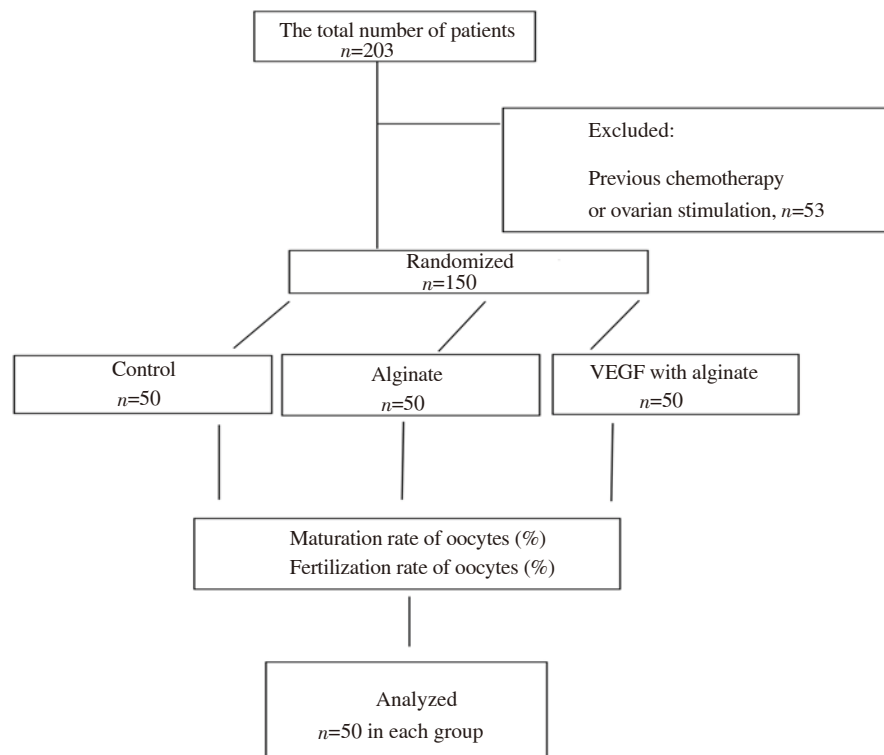 The total number of patients
n=203
Excluded:
Previous chemotherapy
or ovarian stimulation, n=53
Randomized
n=150
Control
n=50
Alginate
n=50
VEGF with alginate
n=50
Maturation rate of oocytes (%)
Fertilization rate of oocytes (%)
Analyzed
n=50 in each group